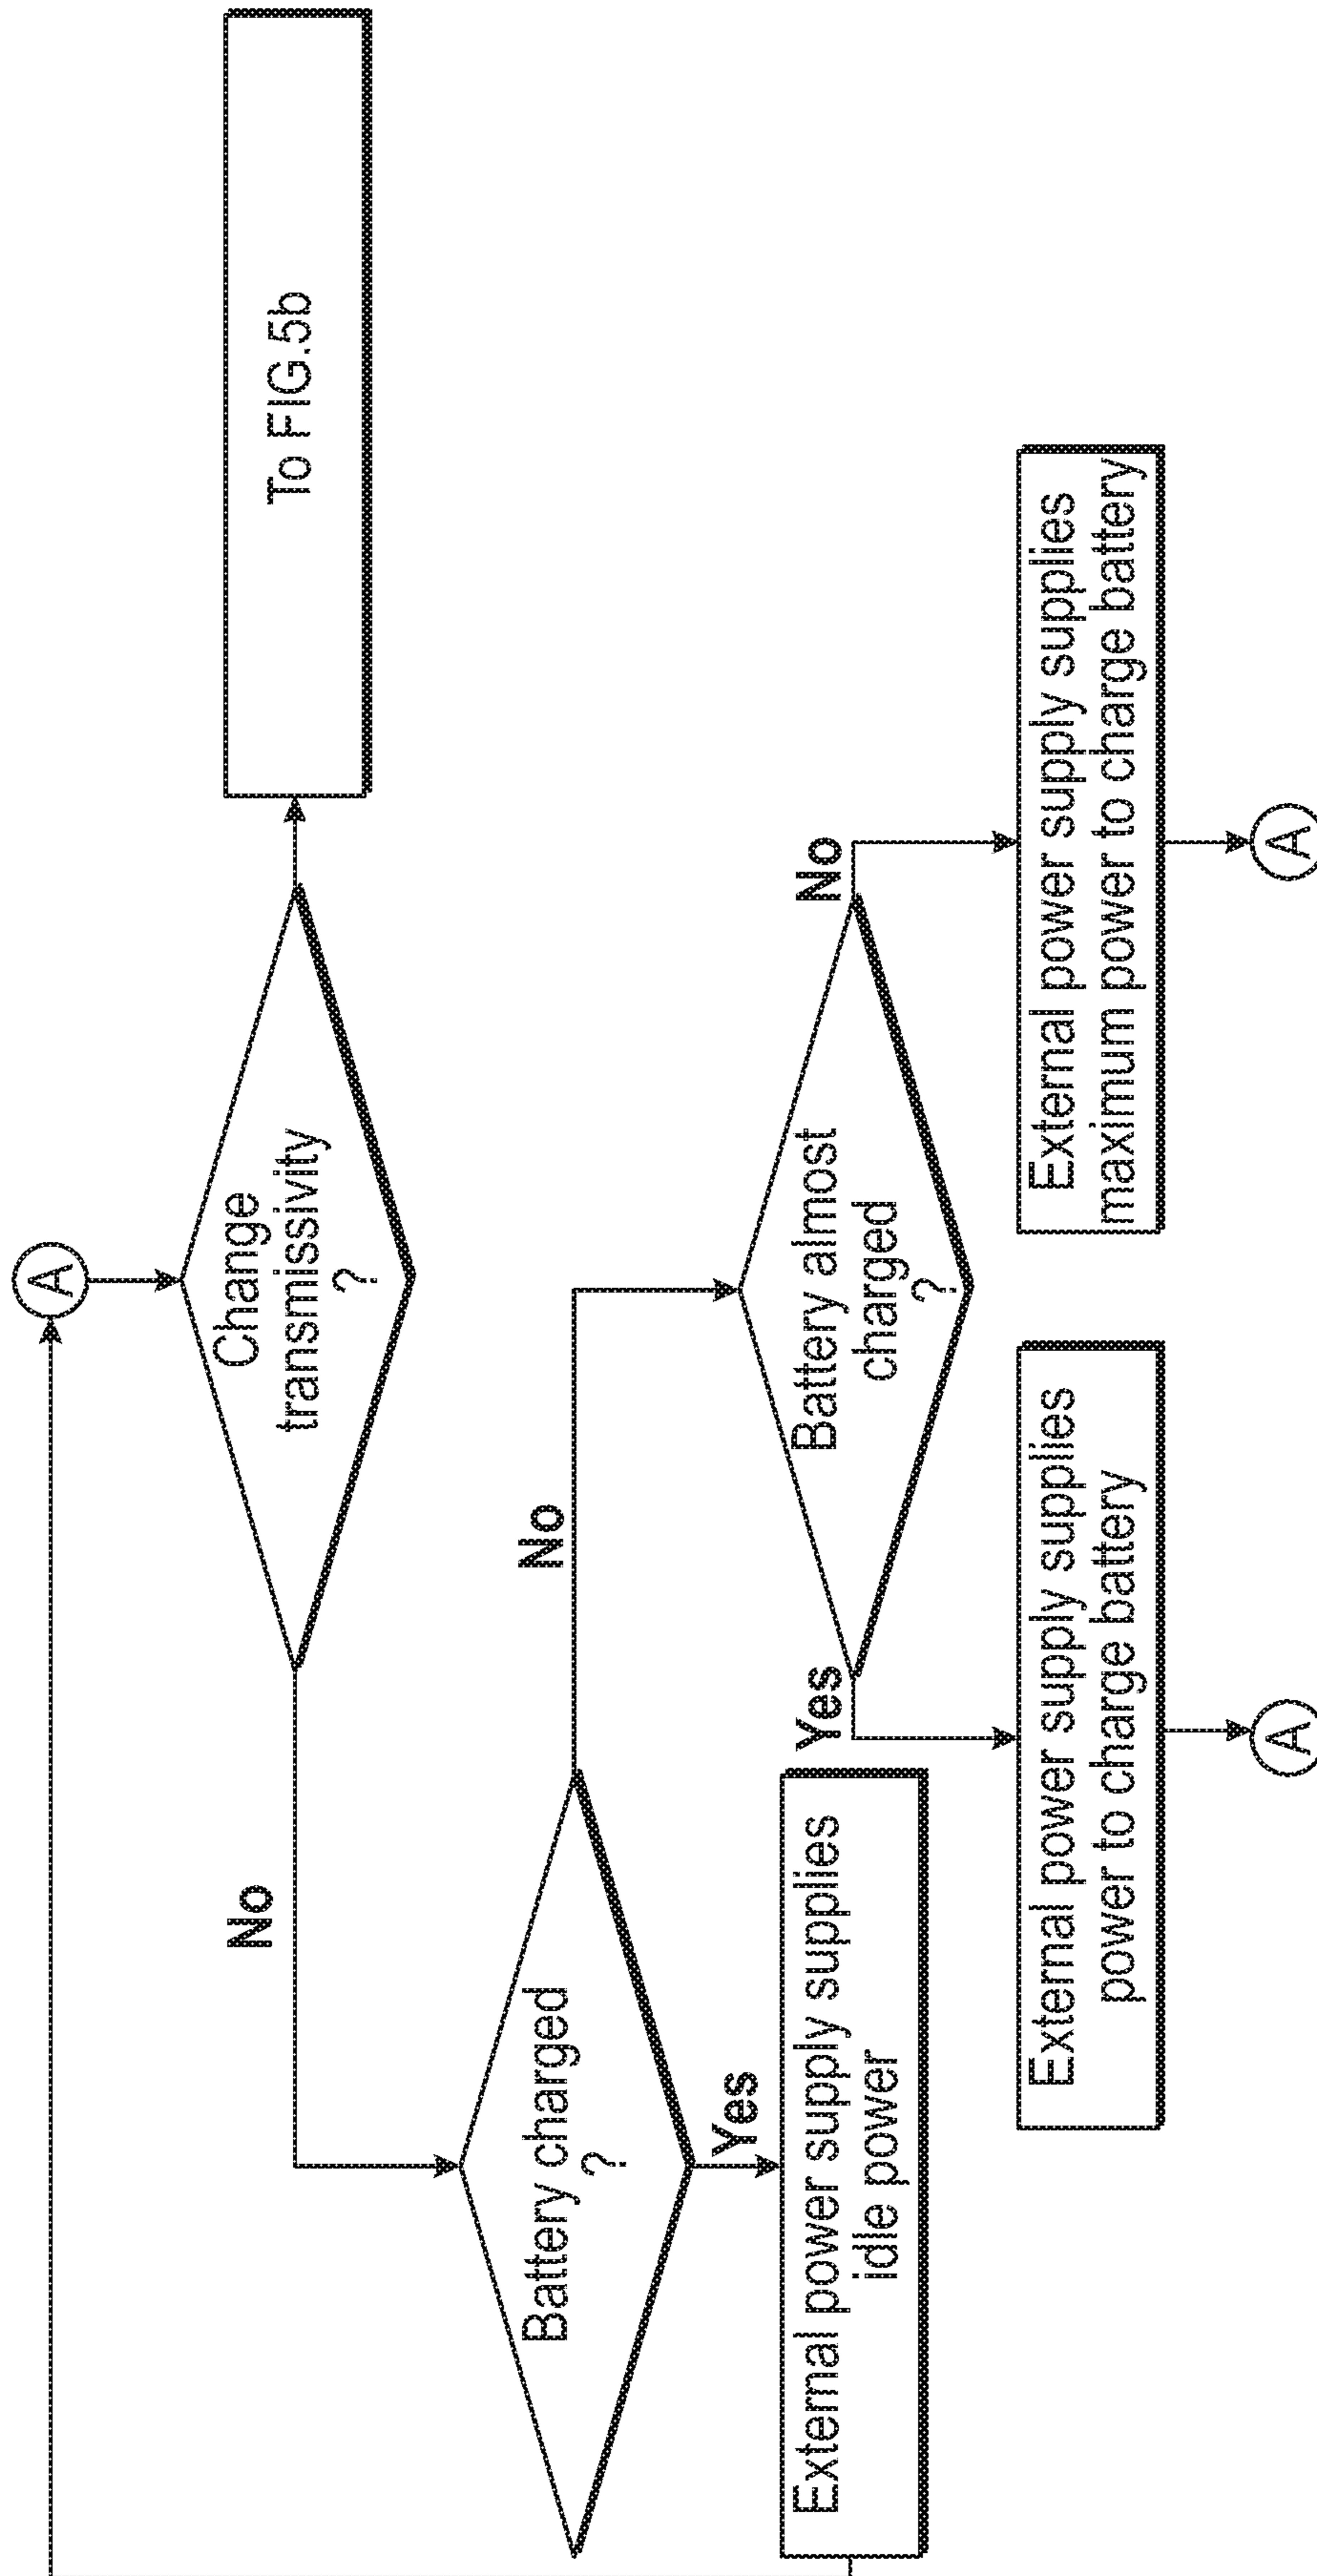 A
Change
transmissivity
?
To FIG.5b
No
Battery charged
?
No
Yes
External power supply supplies
idle power
Battery almost
charged
?
Yes
No
External power supply supplies
power to charge battery
External power supply supplies
maximum power to charge battery
A
A